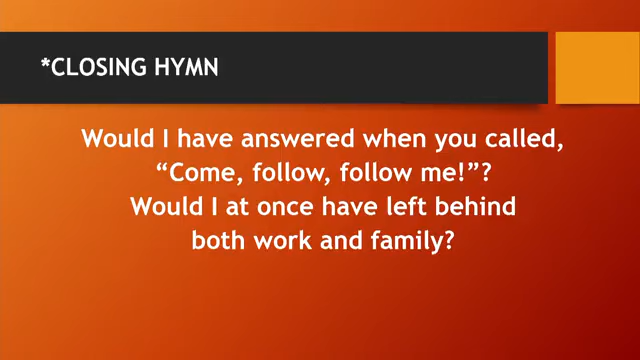 *CLOSING HYMN
Would I have answered when you called,
“Come, follow, follow me!”?
Would I at once have left behind
both work and family?